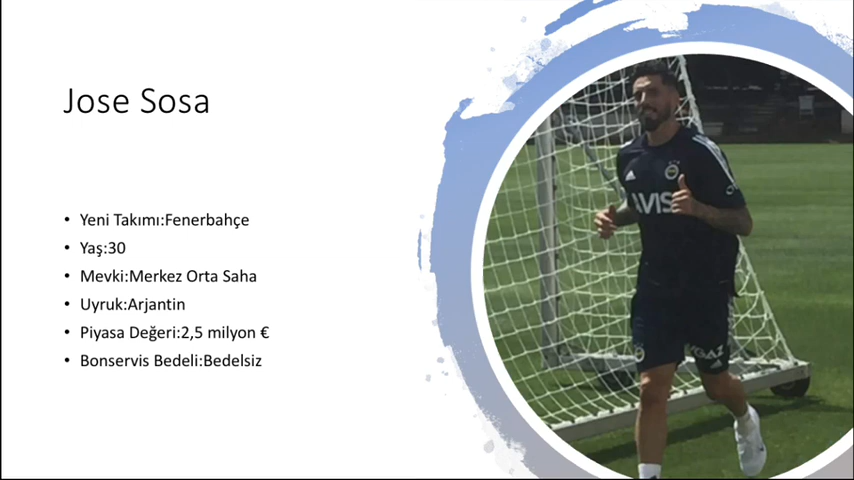 Jose Sosa
• Yeni Takımı:Fenerbahçe
• Yaş:30
• Mevki:Merkez Orta Saha
• Uyruk:Arjantin
• Piyasa Değeri:2,5 milyon €
• Bonservis Bedeli:Bedelsiz
AVIS